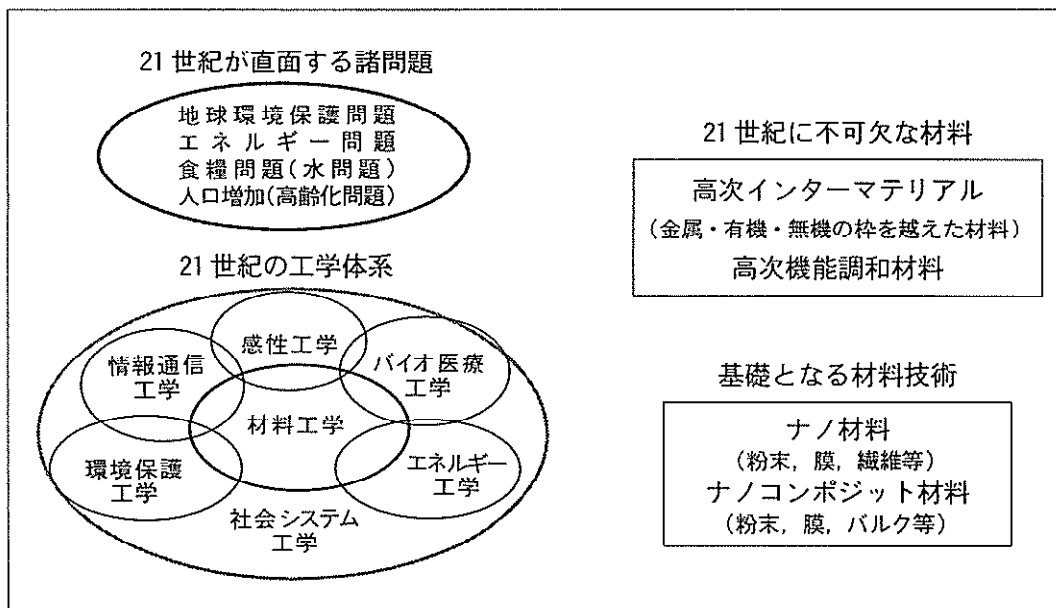 21世紀が直面する諸問題
地球環境保護問題
エネルギー問題
食糧問題(水問題)
人口増加(高齢化問題)
21世紀の工学体系
感性工学
情報通信
工学
バイオ医療
工学
材料工学
環境保護
工学
エネルギー
工学
社会システム
工学
21世紀に不可欠な材料
高次インターマテリアル
(金属・有機・無機の枠を越えた材料)
高次機能調和材料
基礎となる材料技術
ナノ材料
(粉末，膜，繊維等)
ナノコンポジット材料
(粉末，膜，バルク等)